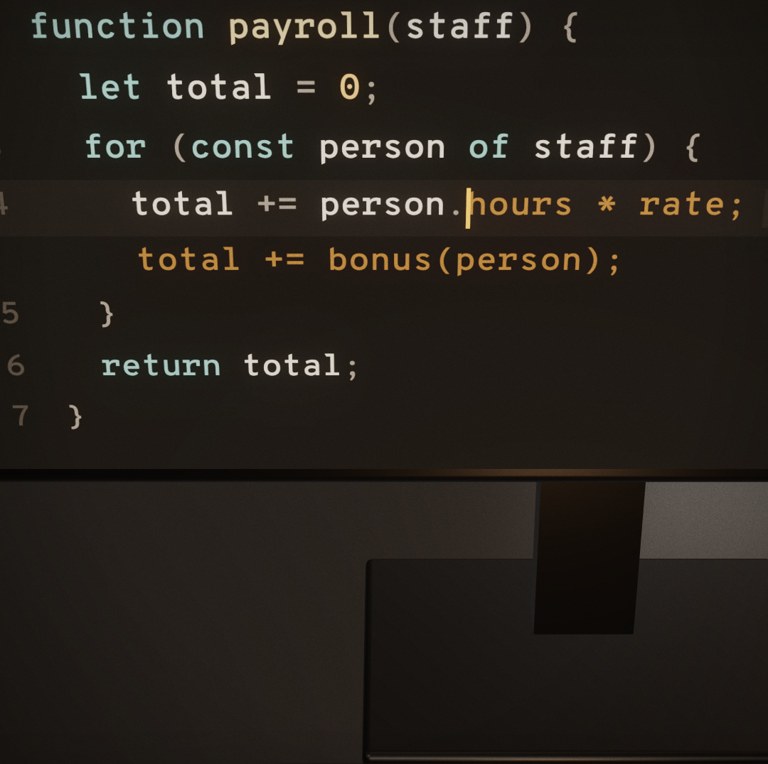 function payroll(staff) {
let total = 0;
for (const person of staff) {
4 total += person.hours * rate;
total += bonus(person);
5 }
6 return total;
7 }